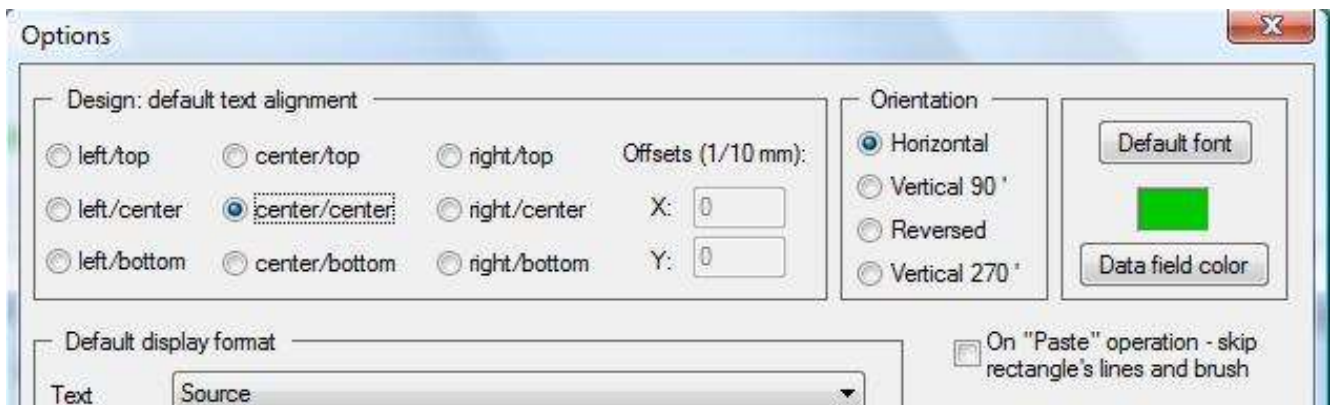 Options
Design: default text alignment
left/top center/top right/top Offsets (1/10 mm):
left/center center/center right/center X: 0
left/bottom center/bottom right/bottom Y: 0
Orientation
Horizontal
Vertical 90 '
Reversed
Vertical 270 '
Default font
Data field color
Default display format
Text Source
On "Paste" operation - skip
rectangle's lines and brush